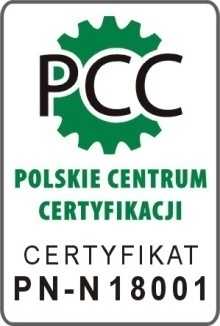 PCC
POLSKIE CENTRUM
CERTYFIKACJI
CERTYFIKAT
PN-N 18001